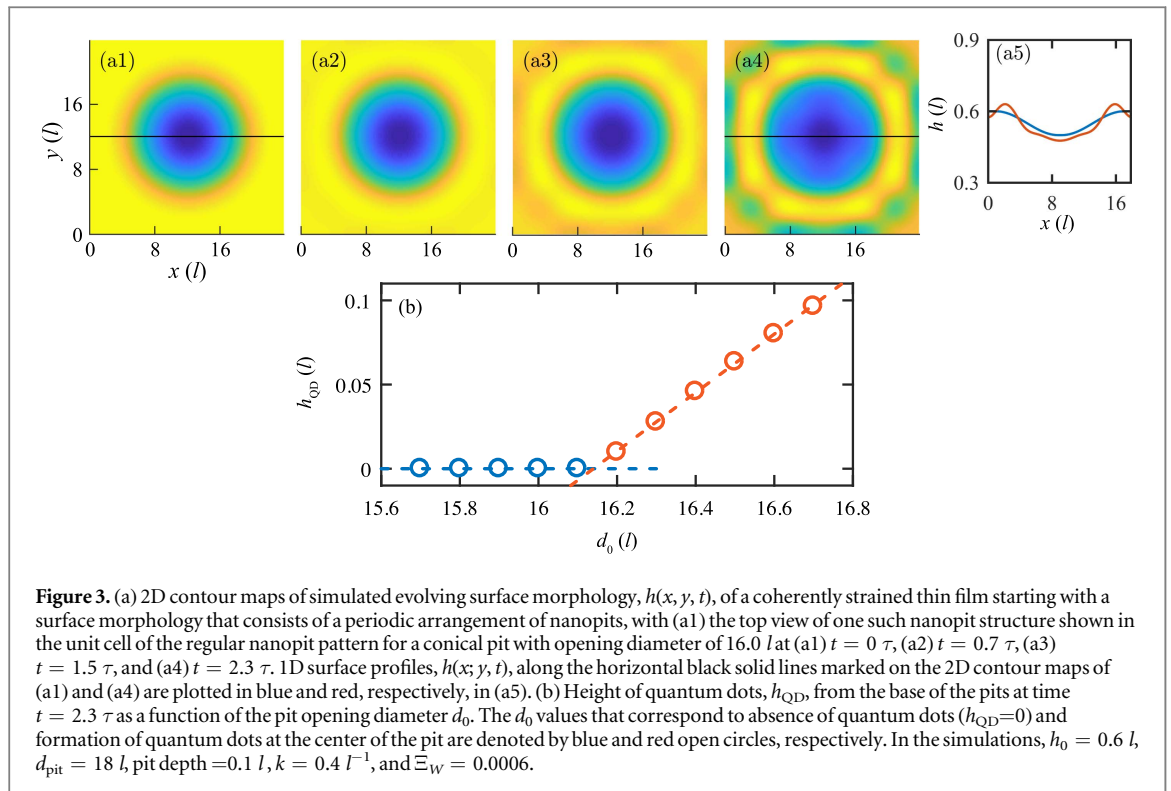 (a1) (a2) (a3) (a4) (a5)
y (l)
16
8
0
0 8 16
0 8 16
0 8 16
0 8 16
x (l)
h (l)
0.9
0.6
0.3
0 8 16
x (l)
(b)
h_QD (l)
0.1
0.05
0
15.6 15.8 16 16.2 16.4 16.6 16.8
d_0 (l)
Figure 3. (a) 2D contour maps of simulated evolving surface morphology, h(x, y, t), of a coherently strained thin film starting with a
surface morphology that consists of a periodic arrangement of nanopits, with (a1) the top view of one such nanopit structure shown in
the unit cell of the regular nanopit pattern for a conical pit with opening diameter of 16.0 l at (a1) t = 0 τ, (a2) t = 0.7 τ, (a3)
t = 1.5 τ, and (a4) t = 2.3 τ. 1D surface profiles, h(x; y, t), along the horizontal black solid lines marked on the 2D contour maps of
(a1) and (a4) are plotted in blue and red, respectively, in (a5). (b) Height of quantum dots, h_QD, from the base of the pits at time
t = 2.3 τ as a function of the pit opening diameter d_0. The d_0 values that correspond to absence of quantum dots (h_QD=0) and
formation of quantum dots at the center of the pit are denoted by blue and red open circles, respectively. In the simulations, h_0 = 0.6 l,
d_pit = 18 l, pit depth =0.1 l, k = 0.4 l⁻¹, and Ξ_W = 0.0006.